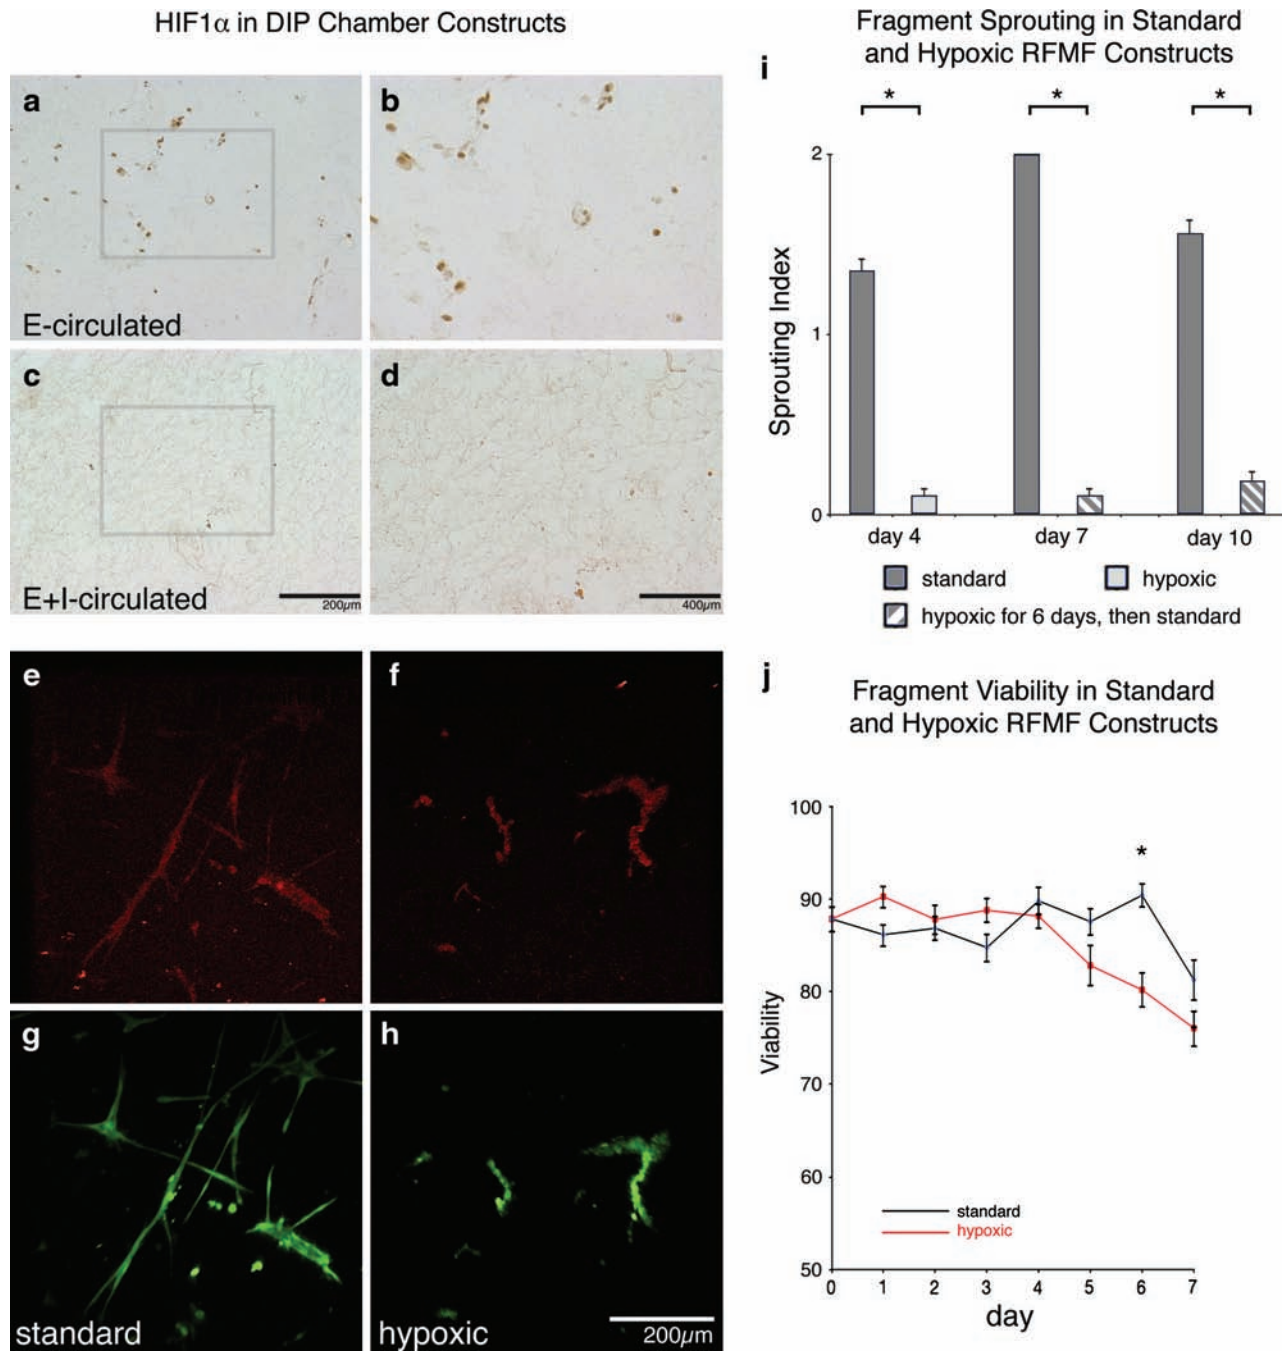 HIF1α in DIP Chamber Constructs
a
b
E-circulated
c
d
E+I-circulated
200µm
400µm
e
f
g
h
standard
hypoxic
200µm
i
Fragment Sprouting in Standard
and Hypoxic RFMF Constructs
*
*
*
2
1
0
Sprouting Index
day 4
day 7
day 10
standard
hypoxic
hypoxic for 6 days, then standard
j
Fragment Viability in Standard
and Hypoxic RFMF Constructs
100
90
80
70
60
50
Viability
*
standard
hypoxic
0 1 2 3 4 5 6 7
day